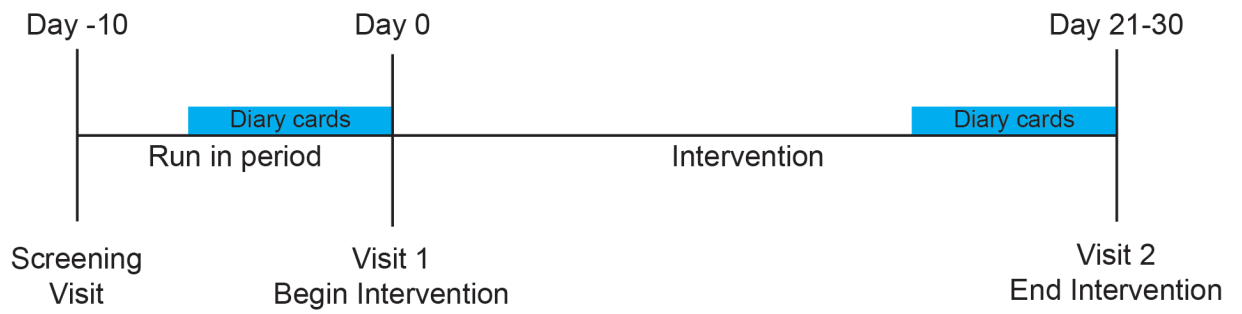 Day -10
Day 0
Day 21-30
Diary cards
Diary cards
Run in period
Intervention
Screening
Visit
Visit 1
Begin Intervention
Visit 2
End Intervention